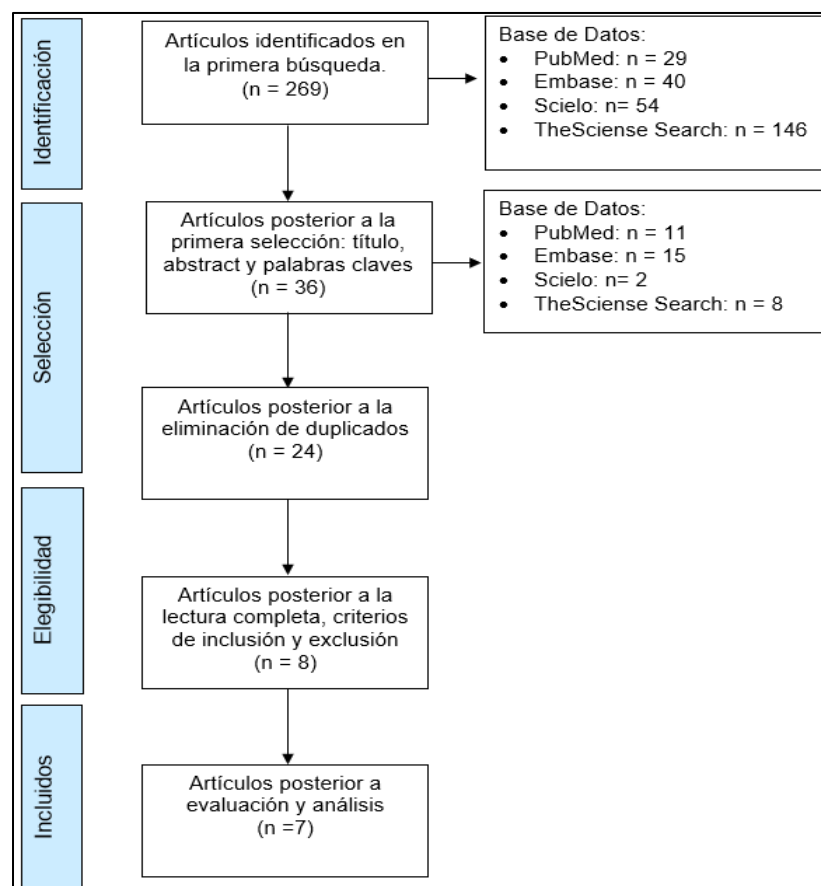 Identificación
Artículos identificados en
la primera búsqueda.
(n = 269)
Base de Datos:
• PubMed: n = 29
• Embase: n = 40
• Scielo: n= 54
• TheSciense Search: n = 146
Selección
Artículos posterior a la
primera selección: título,
abstract y palabras claves
(n = 36)
Base de Datos:
• PubMed: n = 11
• Embase: n = 15
• Scielo: n= 2
• TheSciense Search: n = 8
Artículos posterior a la
eliminación de duplicados
(n = 24)
Elegibilidad
Artículos posterior a la
lectura completa, criterios
de inclusión y exclusión
(n = 8)
Incluidos
Artículos posterior a
evaluación y análisis
(n =7)